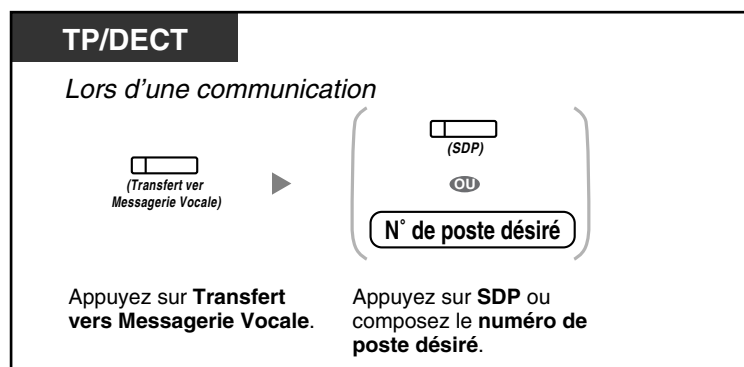 TP/DECT
Lors d'une communication
(Transfert ver
Messagerie Vocale)
(SDP)
OU
N° de poste désiré
Appuyez sur Transfert
vers Messagerie Vocale.
Appuyez sur SDP ou
composez le numéro de
poste désiré.